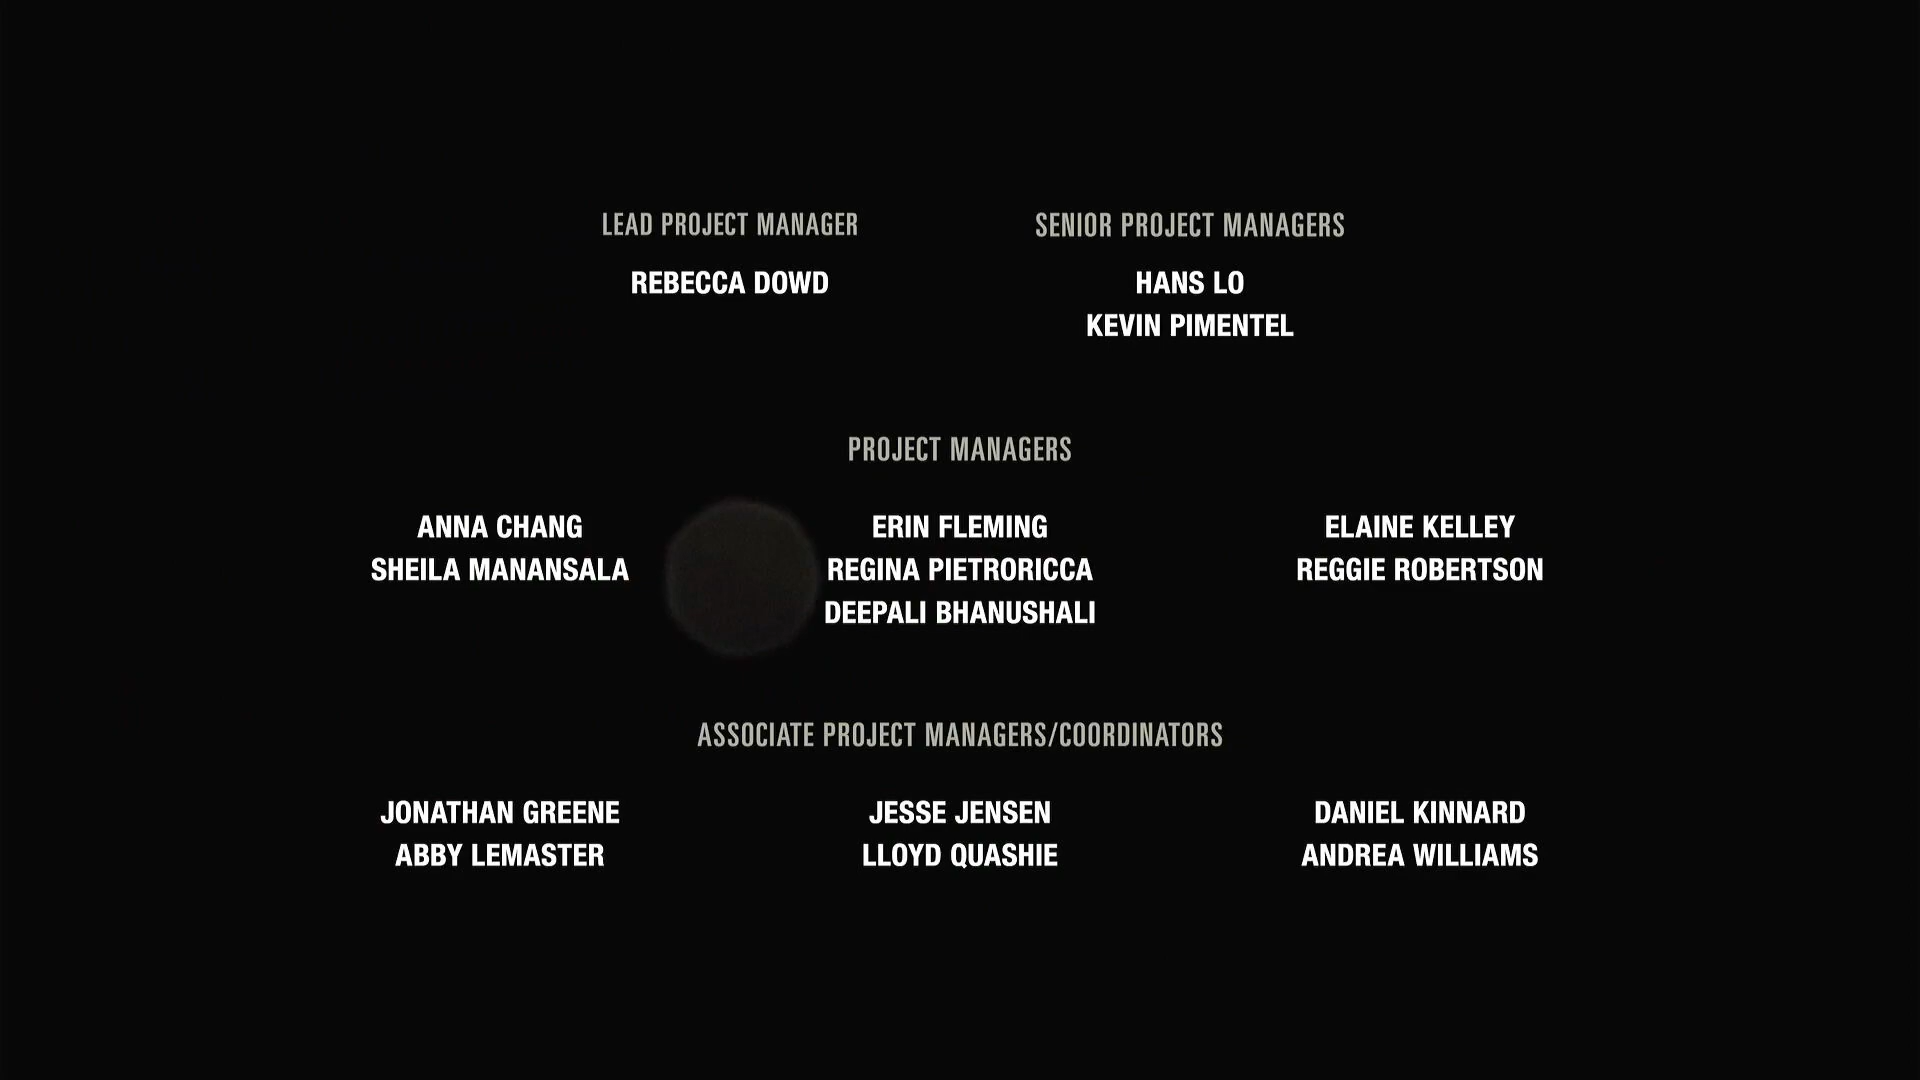 LEAD PROJECT MANAGER
REBECCA DOWD
SENIOR PROJECT MANAGERS
HANS LO
KEVIN PIMENTEL
PROJECT MANAGERS
ANNA CHANG
SHEILA MANANSALA
ERIN FLEMING
REGINA PIETRORICCA
DEEPALI BHANUSHALI
ELAINE KELLEY
REGGIE ROBERTSON
ASSOCIATE PROJECT MANAGERS/COORDINATORS
JONATHAN GREENE
ABBY LEMASTER
JESSE JENSEN
LLOYD QUASHIE
DANIEL KINNARD
ANDREA WILLIAMS